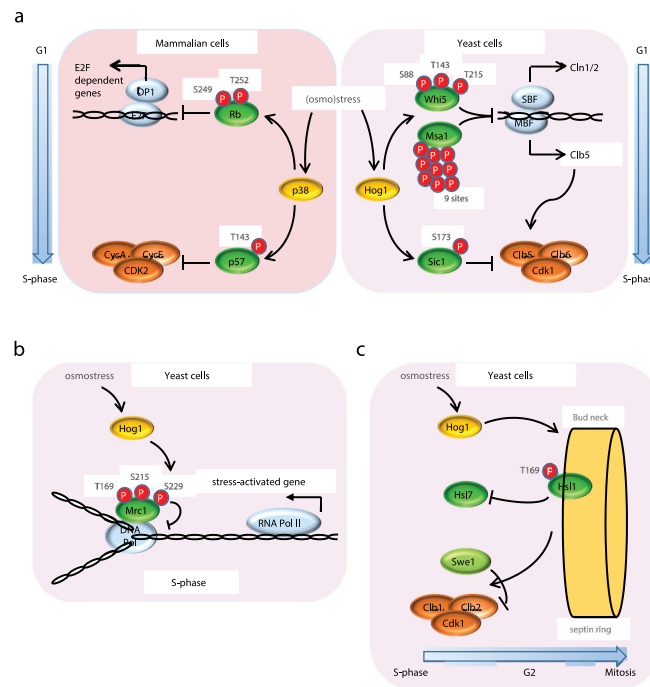 a
Mammalian cells
Yeast cells
G1
G1
E2F
dependent
genes
DP1
S249
T252
P
P
Rb
(osmo)stress
p38
T143
P
p57
CycA
CycE
CDK2
S-phase
S88
T143
T215
P
P
P
Whi5
Msa1
P P P
P P P
P P P
9 sites
SBF
MBF
Cln1/2
Clb5
Hog1
S173
P
Sic1
Clb5
Clb6
Cdk1
S-phase
b
Yeast cells
osmostress
Hog1
T169
S215
S229
P
P
P
Mrc1
DNA
Pol
stress-activated gene
RNA Pol II
S-phase
c
osmostress
Yeast cells
Hog1
Bud neck
T169
Hsl1
Hsl7
Swe1
Clb1
Clb2
Cdk1
septin ring
S-phase
G2
Mitosis